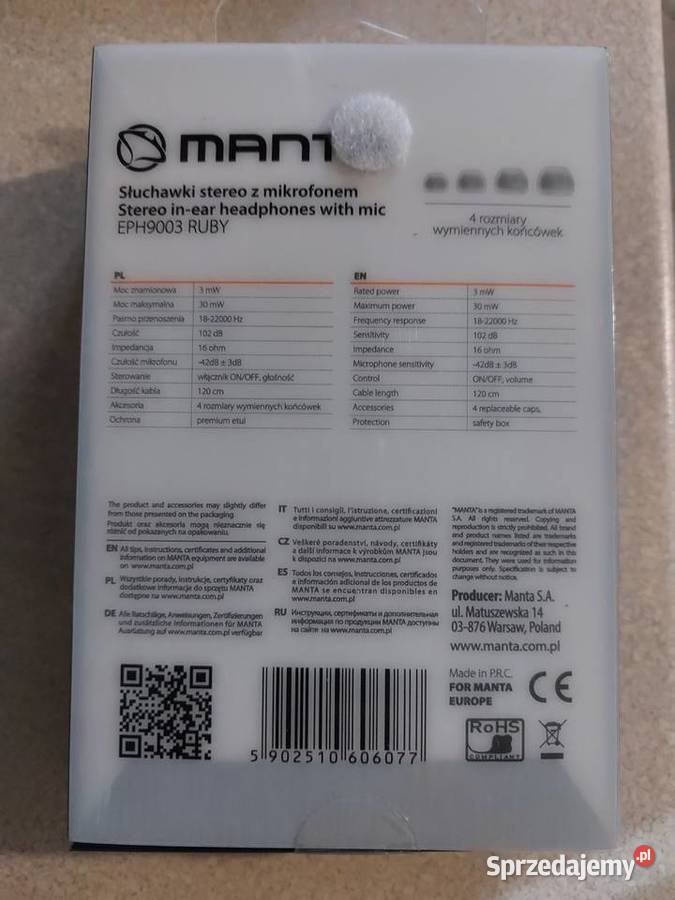 MANT
Słuchawki stereo z mikrofonem
Stereo in-ear headphones with mic
EPH9003 RUBY
4 rozmiary
wymiennych końcówek
PL
Moc znamionowa 3 mW
Moc maksymalna 30 mW
Pasmo przenoszenia 18-22000 Hz
Czułość 102 dB
Impedancja 16 ohm
Czułość mikrofonu -42dB ± 3dB
Sterowanie włącznik ON/OFF, głośność
Długość kabla 120 cm
Akcesoria 4 rozmiary wymiennych końcówek
Ochrona premium etui
EN
Rated power 3 mW
Maximum power 30 mW
Frequency response 18-22000 Hz
Sensitivity 102 dB
Impedance 16 ohm
Microphone sensitivity -42dB ± 3dB
Control ON/OFF, volume
Cable length 120 cm
Accessories 4 replaceable caps,
Protection safety box
The product and accessories may slightly differ
from those presented on the packaging.
Produkt oraz akcesoria mogą nieznacznie się
różnić od pokazanych na opakowaniu.
EN All tips, instructions, certificates and additional
information on MANTA equipment are available
on www.manta.com.pl
PL Wszystkie porady, instrukcje, certyfikaty oraz
dodatkowe informacje do sprzętu MANTA
dostępne na www.manta.com.pl
DE Alle Ratschläge, Anweisungen, Zertifizierungen
und zusätzliche Informationen für MANTA
Ausrüstung auf www.manta.com.pl verfügbar
IT Tutti i consigli, l'istruzione, certificazioni
e informazioni aggiuntive attrezzature MANTA
disponibili su www.manta.com.pl
CZ Veškeré poradenství, návody, certifikáty
a další informace k výrobkům MANTA jsou
k dispozici na www.manta.com.pl
ES Todos los consejos, Instrucciones, certificados
e información adicional de los productos de
MANTA se encuentran disponibles en
www.manta.com.pl
RU Инструкции, сертификаты и дополнительная
информация по продукции MANTA доступны
на сайте на www.manta.com.pl
"MANTA" is a registered trademark of MANTA
S.A. All rights reserved. Copying and
reproduction is strictly prohibited. All brand
and product names listed are trademarks
and registered trademarks of their respective
holders and are recognized as such in this
document. They were used for information
purposes only. Specification is subject to
change without notice.
Producer: Manta S.A.
ul. Matuszewska 14
03-876 Warsaw, Poland
www.manta.com.pl
Made in P.R.C.
FOR MANTA
EUROPE
CE
RoHS
COMPLIANT
5 902510 606077
Sprzedajemy.pl